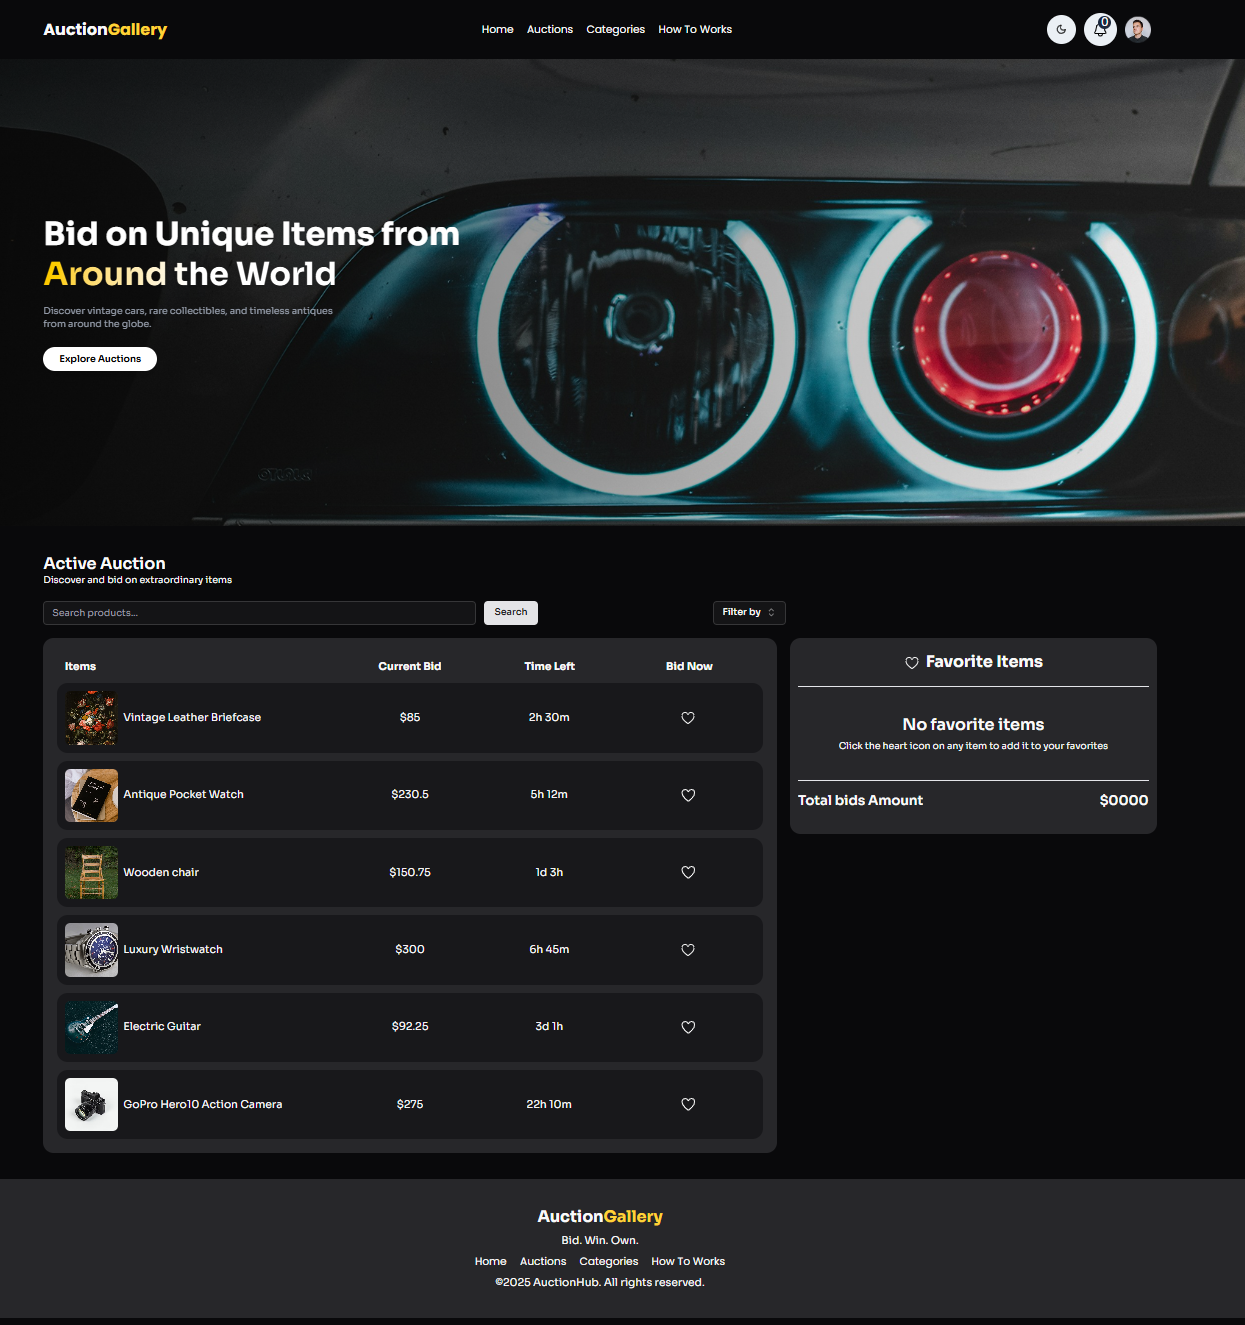 AuctionGallery
Home Auctions Categories How To Works
0
Bid on Unique Items from
Around the World
Discover vintage cars, rare collectibles, and timeless antiques
from around the globe.
Explore Auctions
Active Auction
Discover and bid on extraordinary items
Search products...
Search
Filter by
Items Current Bid Time Left Bid Now
Vintage Leather Briefcase $85 2h 30m
Antique Pocket Watch $230.5 5h 12m
Wooden chair $150.75 1d 3h
Luxury Wristwatch $300 6h 45m
Electric Guitar $92.25 3d 1h
GoPro Hero10 Action Camera $275 22h 10m
Favorite Items
No favorite items
Click the heart icon on any item to add it to your favorites
Total bids Amount $0000
AuctionGallery
Bid. Win. Own.
Home Auctions Categories How To Works
©2025 AuctionHub. All rights reserved.